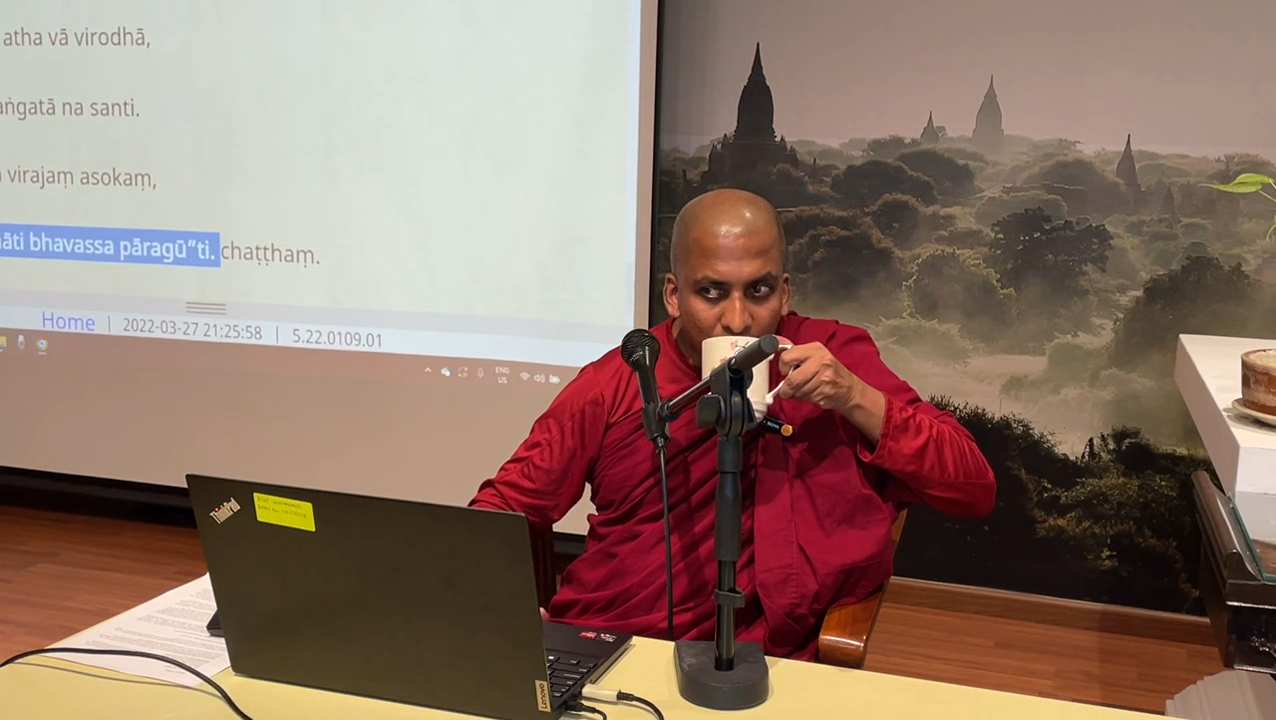 atha vā virodhā,
aṅgatā na santi.
virajaṃ asokaṃ,
āti bhavassa pāragū”ti. chaṭṭhaṃ.
Home | 2022-03-27 21:25:58 | 5.22.0109.01
ENG
US
ThinkPad
Lenovo